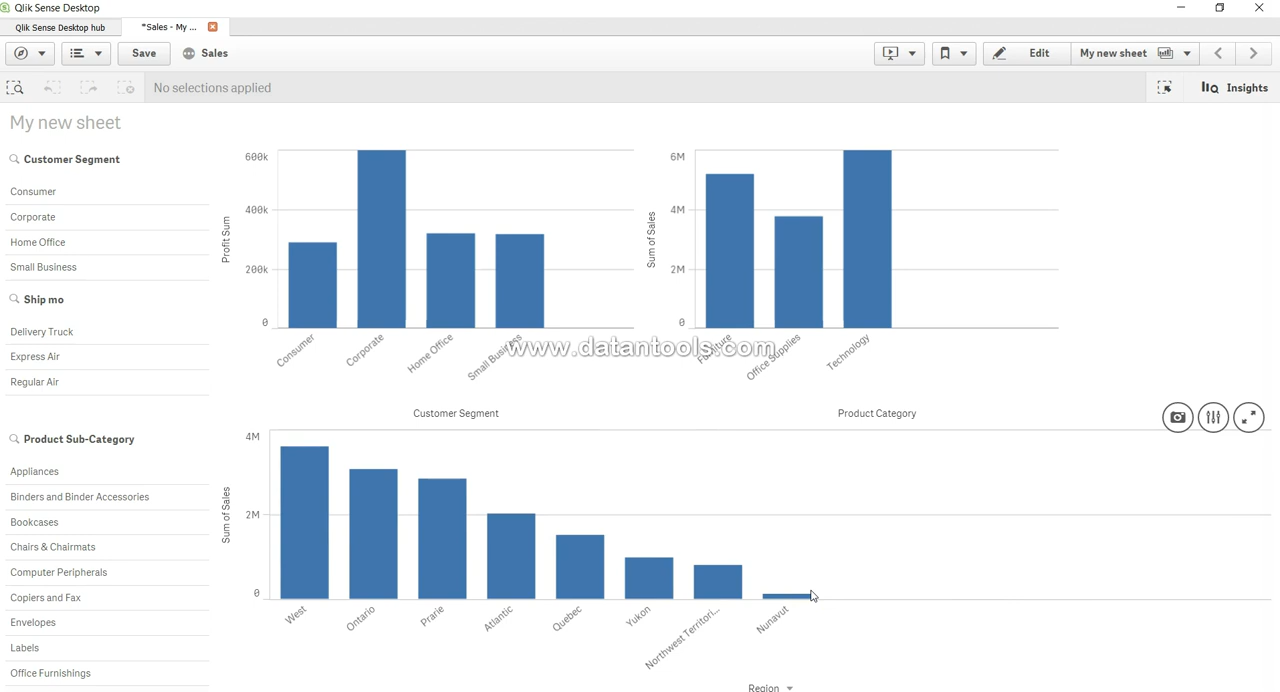 Qlik Sense Desktop
Qlik Sense Desktop hub
*Sales - My ...
Save
Sales
Edit
My new sheet
No selections applied
Insights
My new sheet
Customer Segment
Consumer
Corporate
Home Office
Small Business
Ship mo
Delivery Truck
Express Air
Regular Air
Product Sub-Category
Appliances
Binders and Binder Accessories
Bookcases
Chairs & Chairmats
Computer Peripherals
Copiers and Fax
Envelopes
Labels
Office Furnishings
Profit Sum
600k
400k
200k
0
Consumer
Corporate
Home Office
Small Business
Customer Segment
Sum of Sales
6M
4M
2M
0
Furniture
Office Supplies
Technology
Product Category
www.datantools.com
Sum of Sales
4M
2M
0
West
Ontario
Prarie
Atlantic
Quebec
Yukon
Northwest Territori...
Nunavut
Region